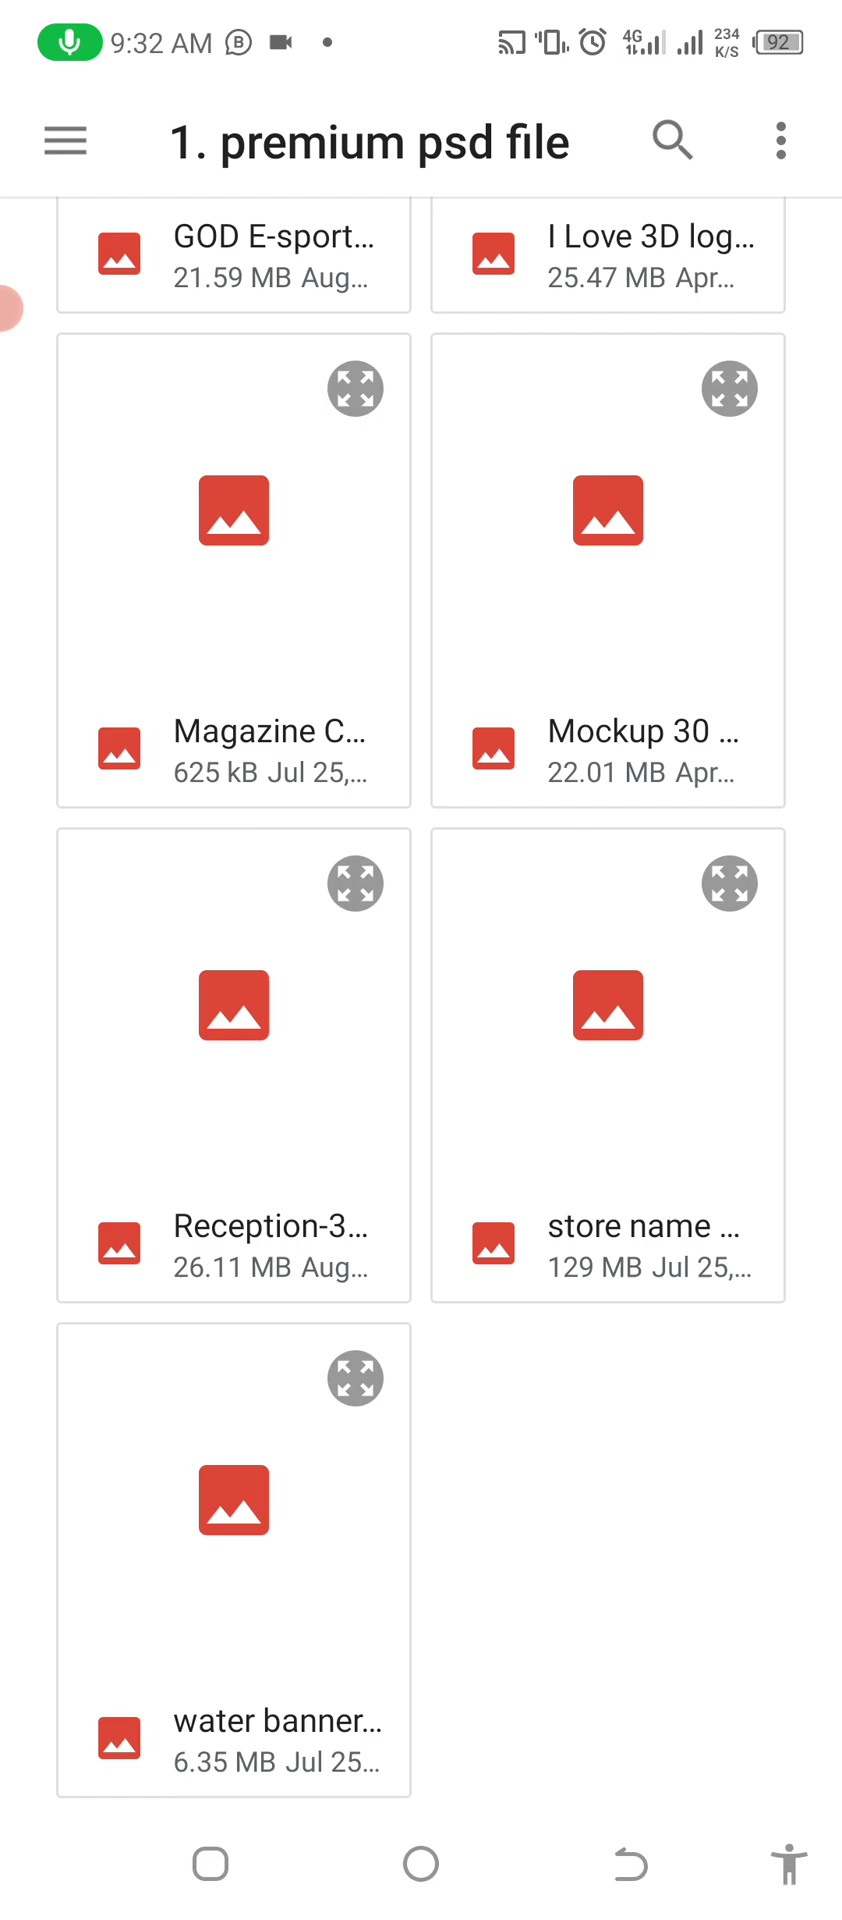 9:32 AM
4G
234
K/S
92
1. premium psd file
GOD E-sport...
21.59 MB Aug...
I Love 3D log...
25.47 MB Apr...
Magazine C...
625 kB Jul 25,...
Mockup 30 ...
22.01 MB Apr...
Reception-3...
26.11 MB Aug...
store name ...
129 MB Jul 25,...
water banner...
6.35 MB Jul 25...